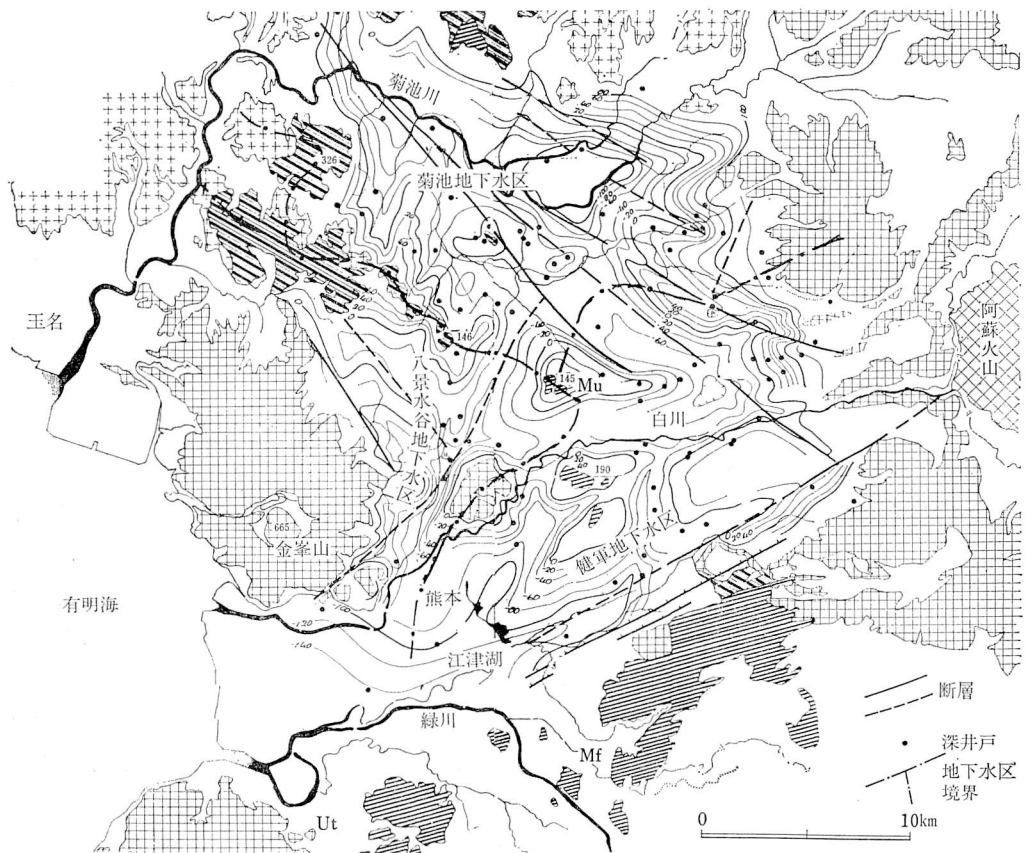 菊池川
326
菊池地下水区
玉名
146
阿蘇火山
145
Mu
八景水谷地下水区
白川
190
健軍地下水区
665
金峯山
有明海
熊本
-120
-140
江津湖
緑川
Mf
Ut
断層
深井戸
地下水区
境界
0 10km